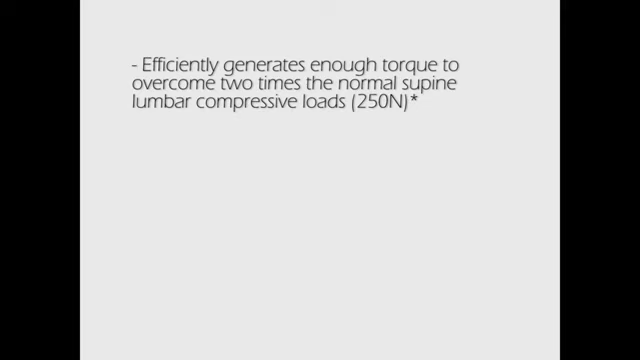 - Efficiently generates enough torque to
overcome two times the normal supine
lumbar compressive loads (250N)*